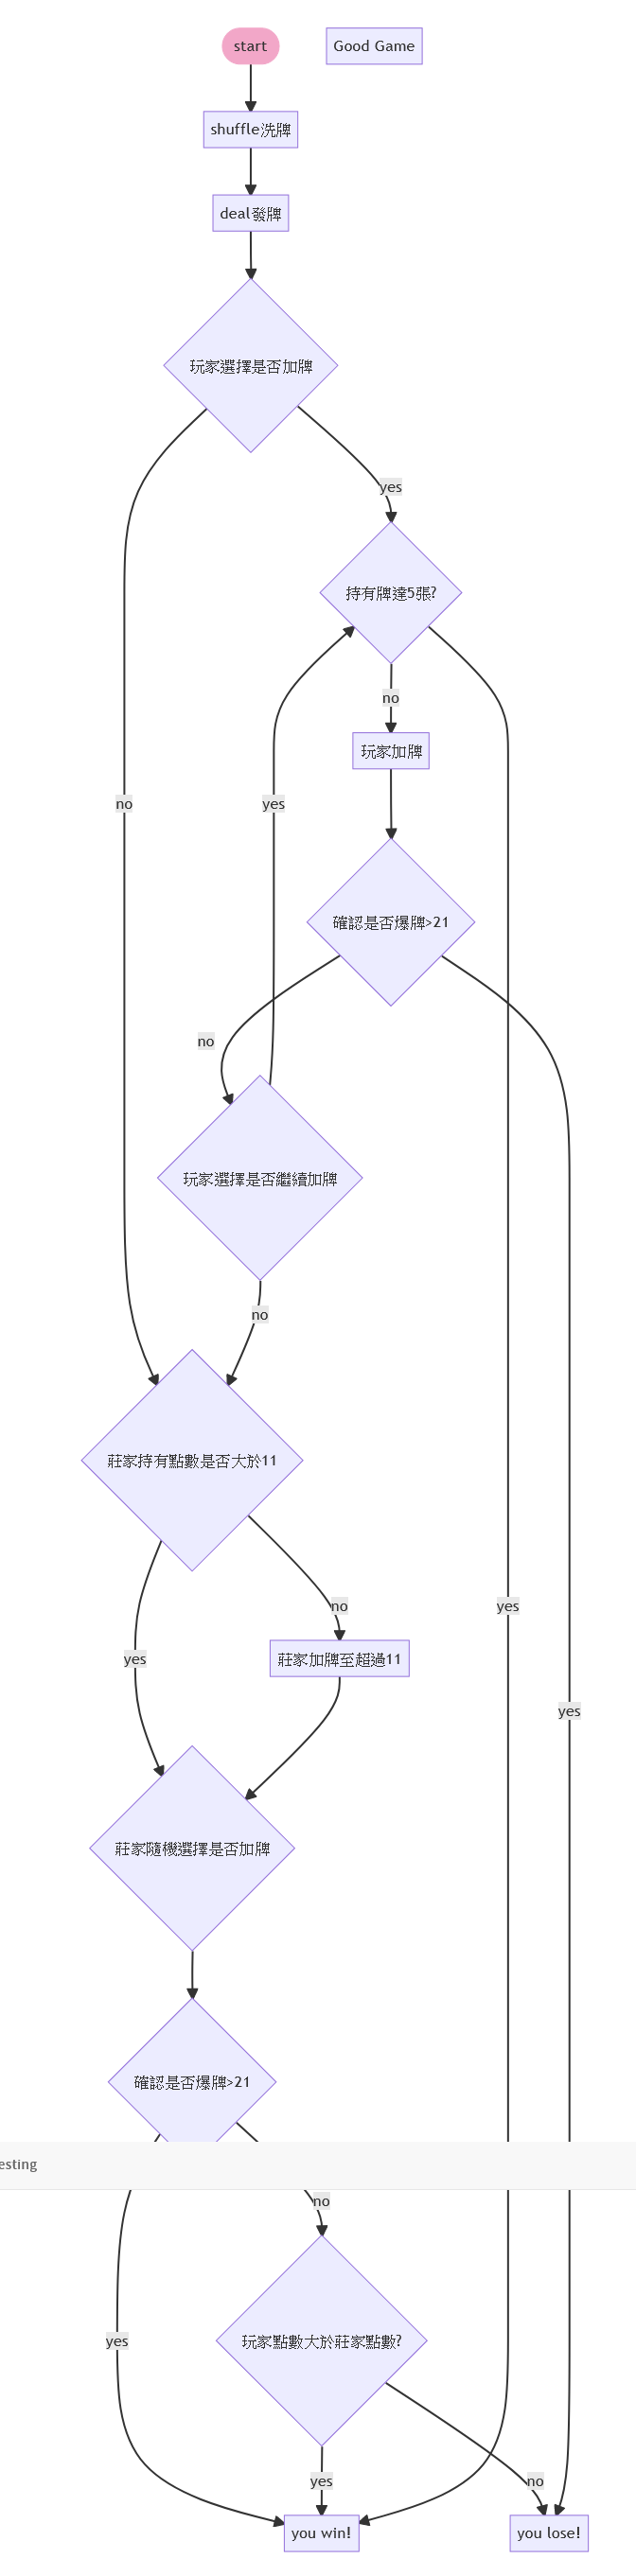 start
Good Game
shuffle洗牌
deal發牌
玩家選擇是否加牌
yes
持有牌達5張?
no
玩家加牌
no
yes
確認是否爆牌>21
no
玩家選擇是否繼續加牌
no
莊家持有點數是否大於11
no
yes
yes
莊家加牌至超過11
yes
莊家隨機選擇是否加牌
確認是否爆牌>21
esting
no
yes
玩家點數大於莊家點數?
yes
no
you win!
you lose!